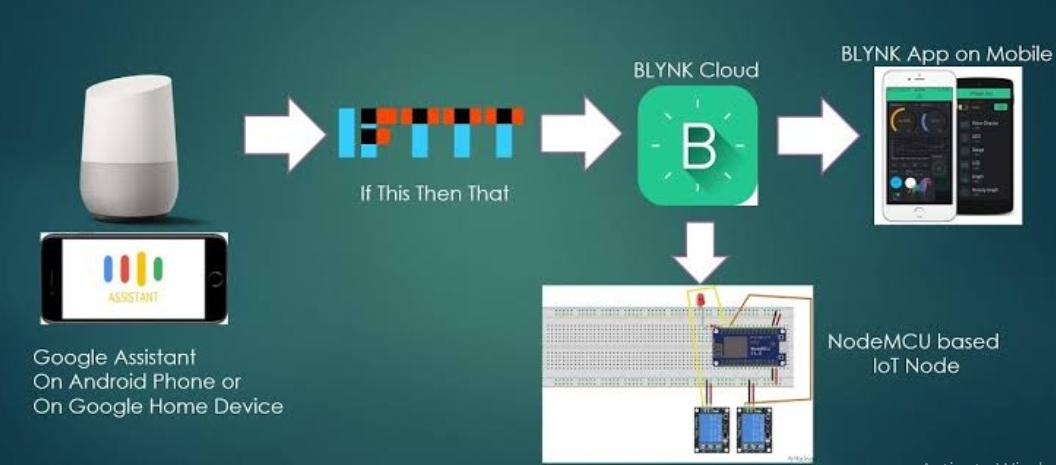 BLYNK App on Mobile
BLYNK Cloud
IFTTT
B
If This Then That
ASSISTANT
Google Assistant
On Android Phone or
On Google Home Device
NodeMCU based
IoT Node